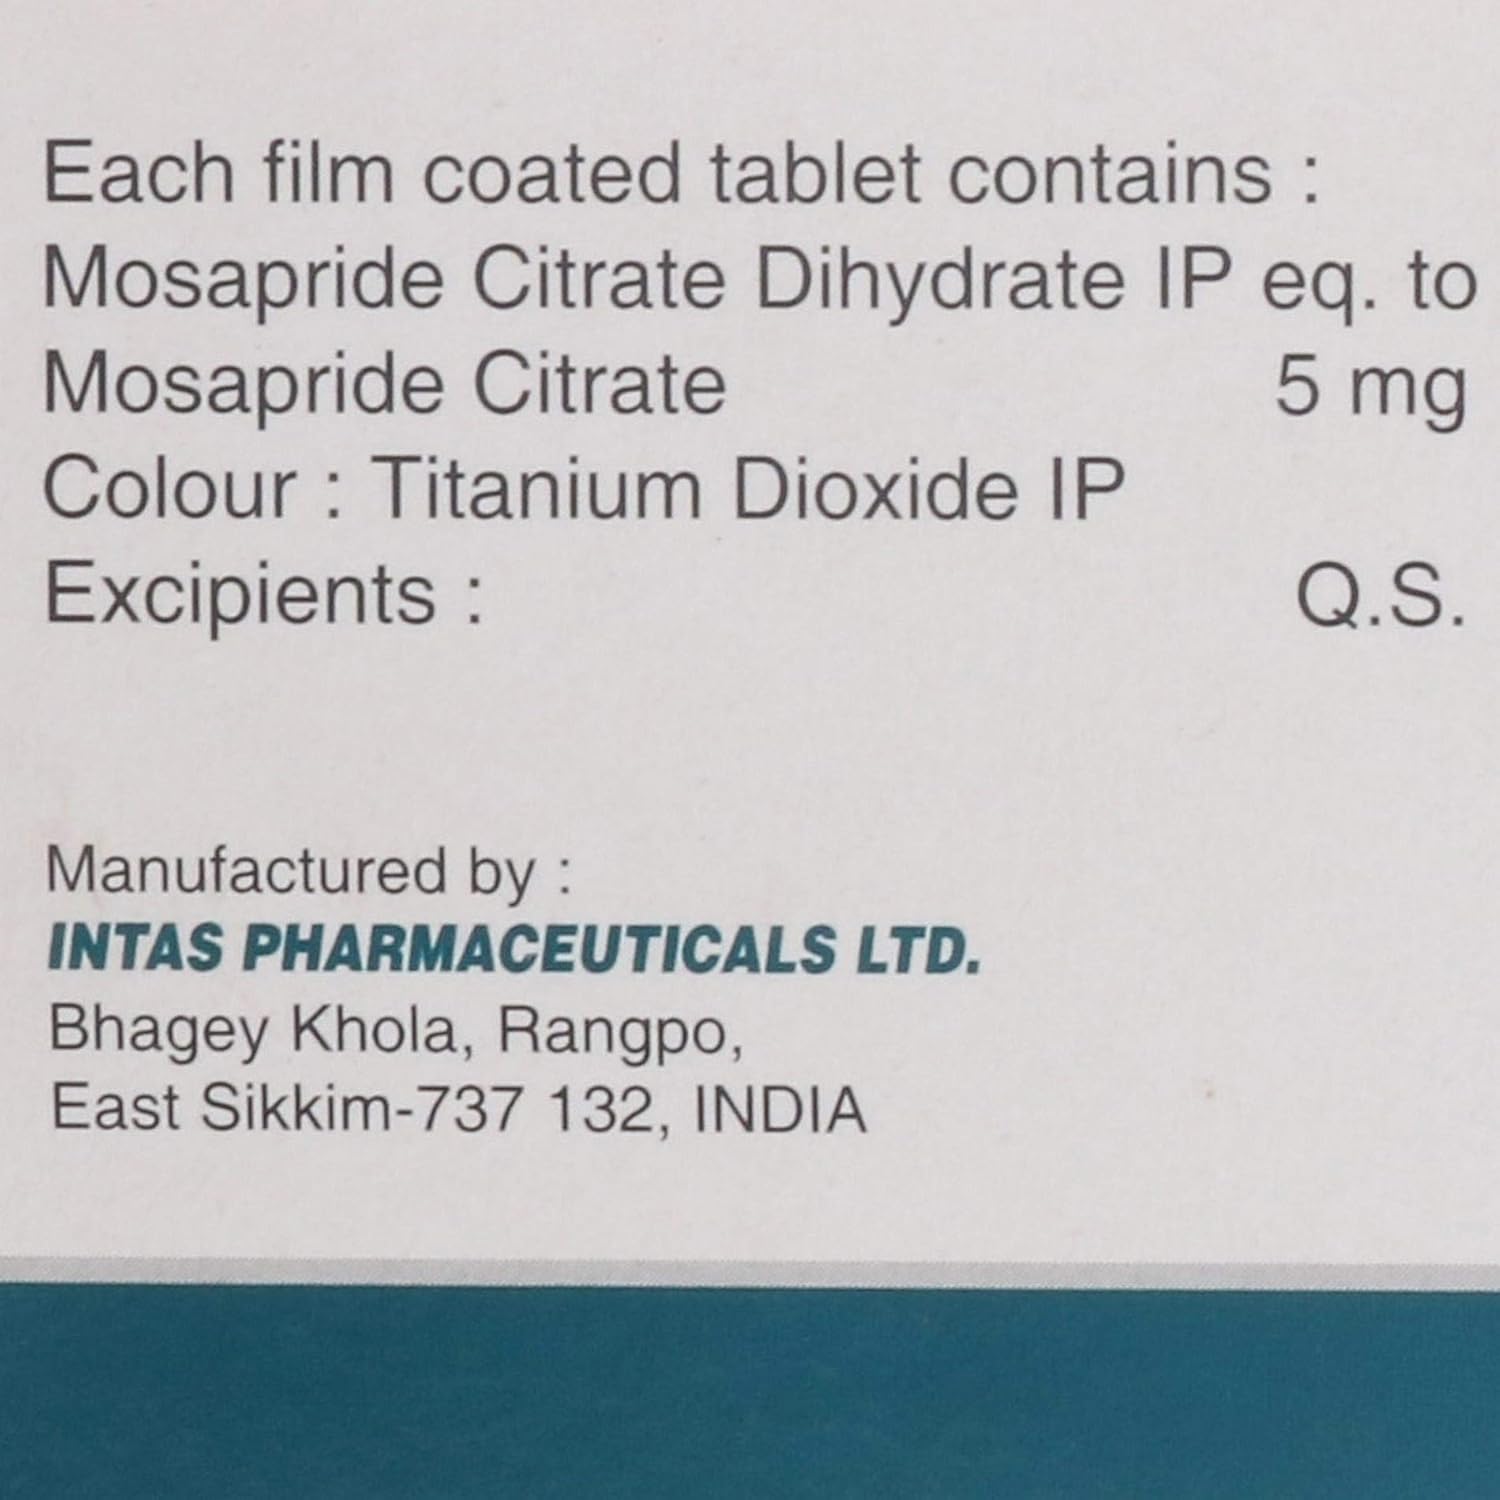 Each film coated tablet contains :
Mosapride Citrate Dihydrate IP eq. to
Mosapride Citrate 5 mg
Colour : Titanium Dioxide IP
Excipients : Q.S.
Manufactured by :
INTAS PHARMACEUTICALS LTD.
Bhagey Khola, Rangpo,
East Sikkim-737 132, INDIA